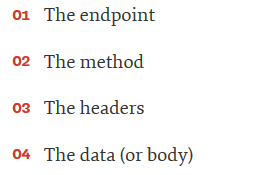 01 The endpoint
02 The method
03 The headers
04 The data (or body)